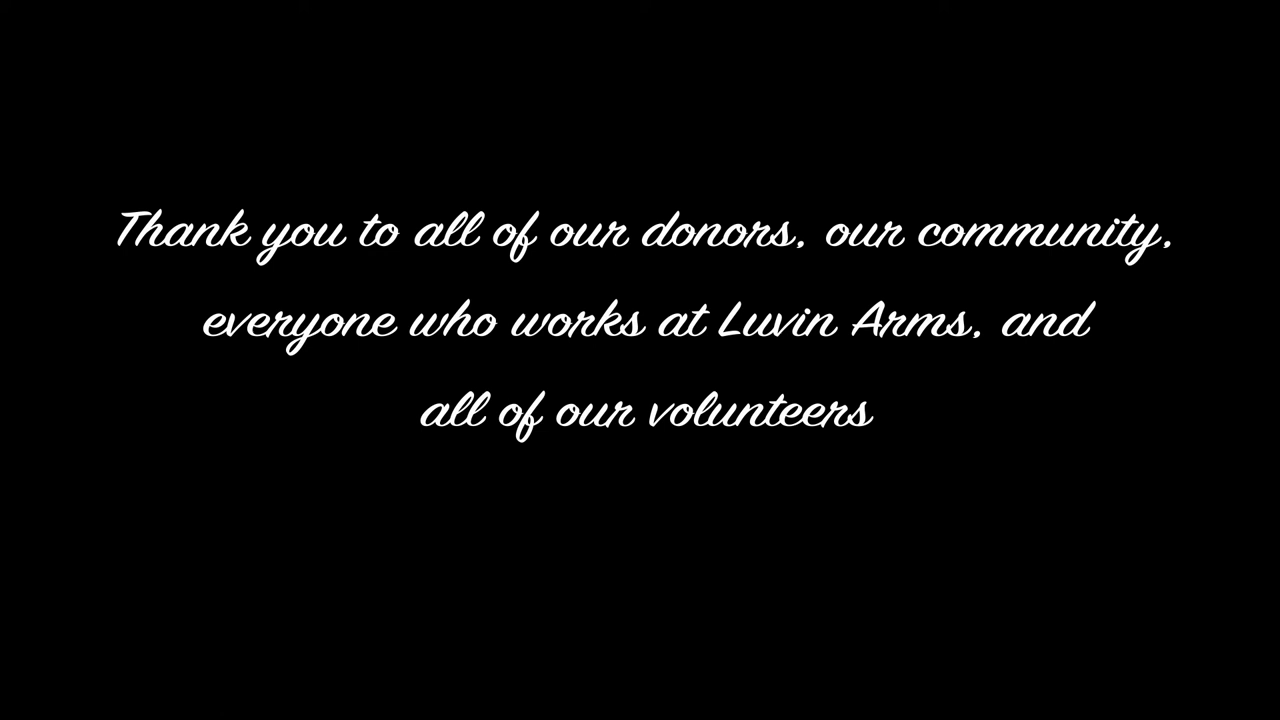 Thank you to all of our donors, our community,
everyone who works at Luvin Arms, and
all of our volunteers